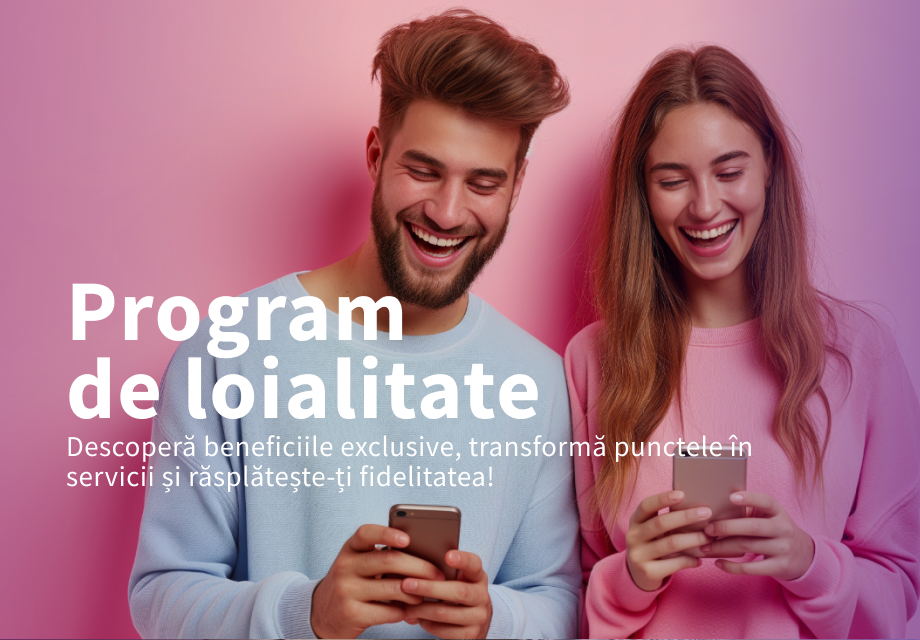 Program
de loialitate
Descoperă beneficiile exclusive, transformă punctele în
servicii și răsplătește-ți fidelitatea!